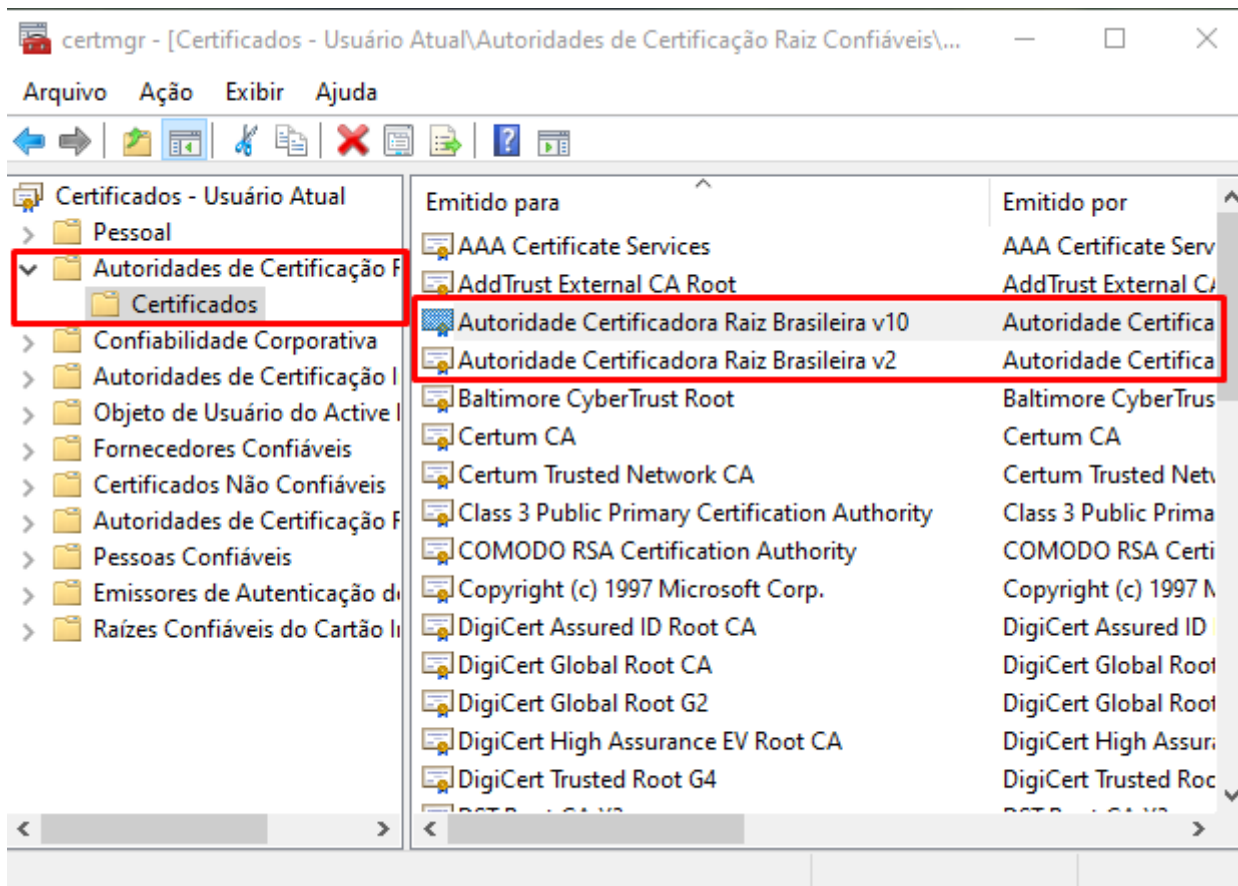 certmgr - [Certificados - Usuário Atual\Autoridades de Certificação Raiz Confiáveis\...
Arquivo Ação Exibir Ajuda
Certificados - Usuário Atual
Pessoal
Autoridades de Certificação
Certificados
Confiabilidade Corporativa
Autoridades de Certificação
Objeto de Usuário do Active
Fornecedores Confiáveis
Certificados Não Confiáveis
Autoridades de Certificação
Pessoas Confiáveis
Emissores de Autenticação
Raízes Confiáveis do Cartão
Emitido para Emitido por
AAA Certificate Services AAA Certificate Serv
AddTrust External CA Root AddTrust External
Autoridade Certificadora Raiz Brasileira v10 Autoridade Certifica
Autoridade Certificadora Raiz Brasileira v2 Autoridade Certifica
Baltimore CyberTrust Root Baltimore CyberTrus
Certum CA Certum CA
Certum Trusted Network CA Certum Trusted
Class 3 Public Primary Certification Authority Class 3 Public Prima
COMODO RSA Certification Authority COMODO RSA Certi
Copyright (c) 1997 Microsoft Corp. Copyright (c) 1997
DigiCert Assured ID Root CA DigiCert Assured ID
DigiCert Global Root CA DigiCert Global Root
DigiCert Global Root G2 DigiCert Global Root
DigiCert High Assurance EV Root CA DigiCert High
DigiCert Trusted Root G4 DigiCert Trusted